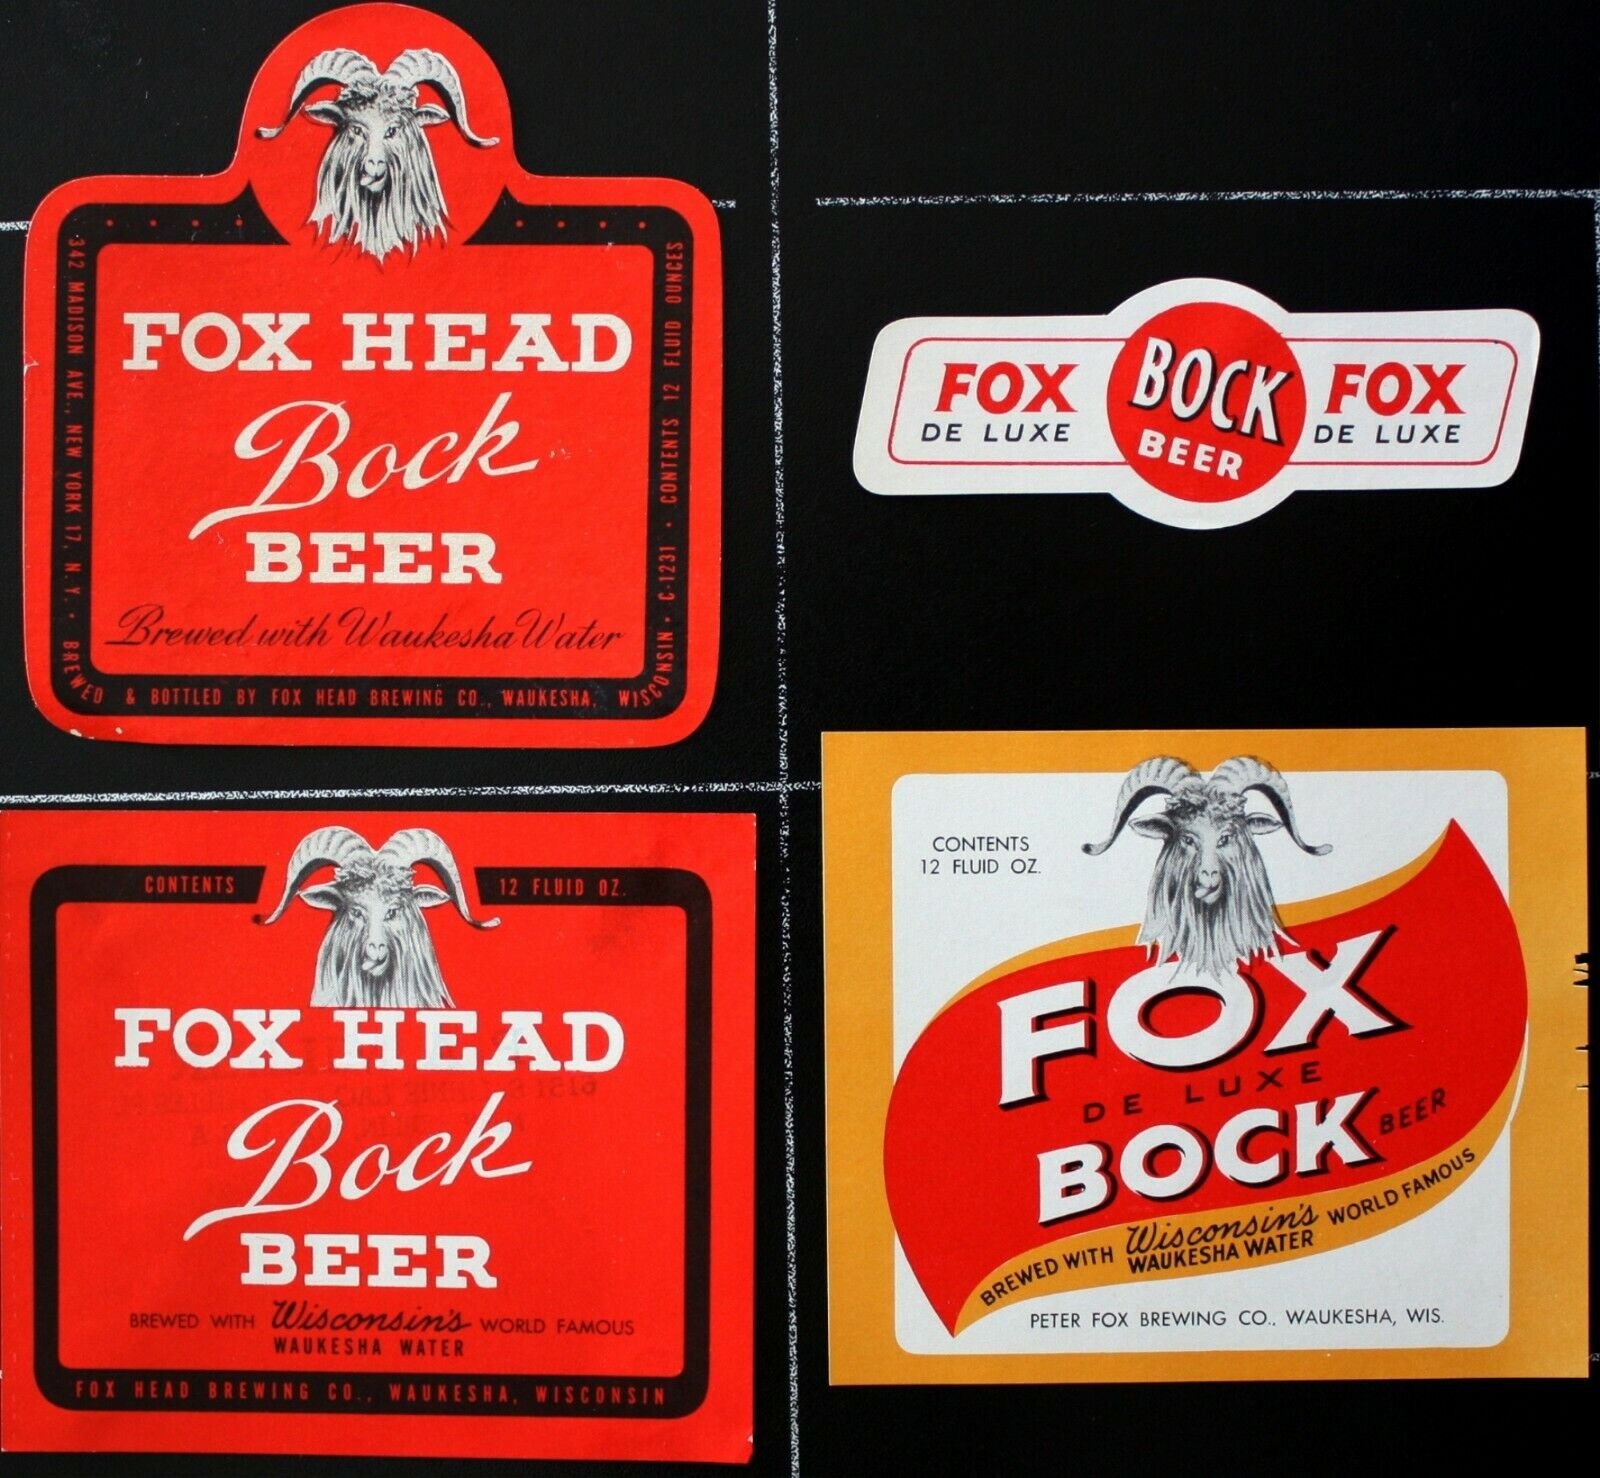 342 MADISON AVE., NEW YORK 17, N.Y. · BREWED & BOTTLED BY FOX HEAD BREWING CO., WAUKESHA, WISCONSIN · C-1231 · CONTENTS 12 FLUID OUNCES
FOX HEAD
Bock
BEER
Brewed with Waukesha Water
FOX
DE LUXE
BOCK
BEER
FOX
DE LUXE
CONTENTS 12 FLUID OZ.
FOX HEAD
Bock
BEER
BREWED WITH Wisconsin's WORLD FAMOUS
WAUKESHA WATER
FOX HEAD BREWING CO., WAUKESHA, WISCONSIN
CONTENTS
12 FLUID OZ.
FOX
DE LUXE
BOCK BEER
BREWED WITH Wisconsin's WORLD FAMOUS
WAUKESHA WATER
PETER FOX BREWING CO., WAUKESHA, WIS.